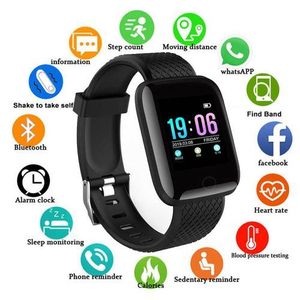 Step count
Moving distance
information
whatsAPP
Shake to take self
Find Band
Bluetooth
facebook
19:06
Alarm clock
Heart rate
Sleep monitoring
Blood pressure testing
Phone
Calories
Sedentary reminder